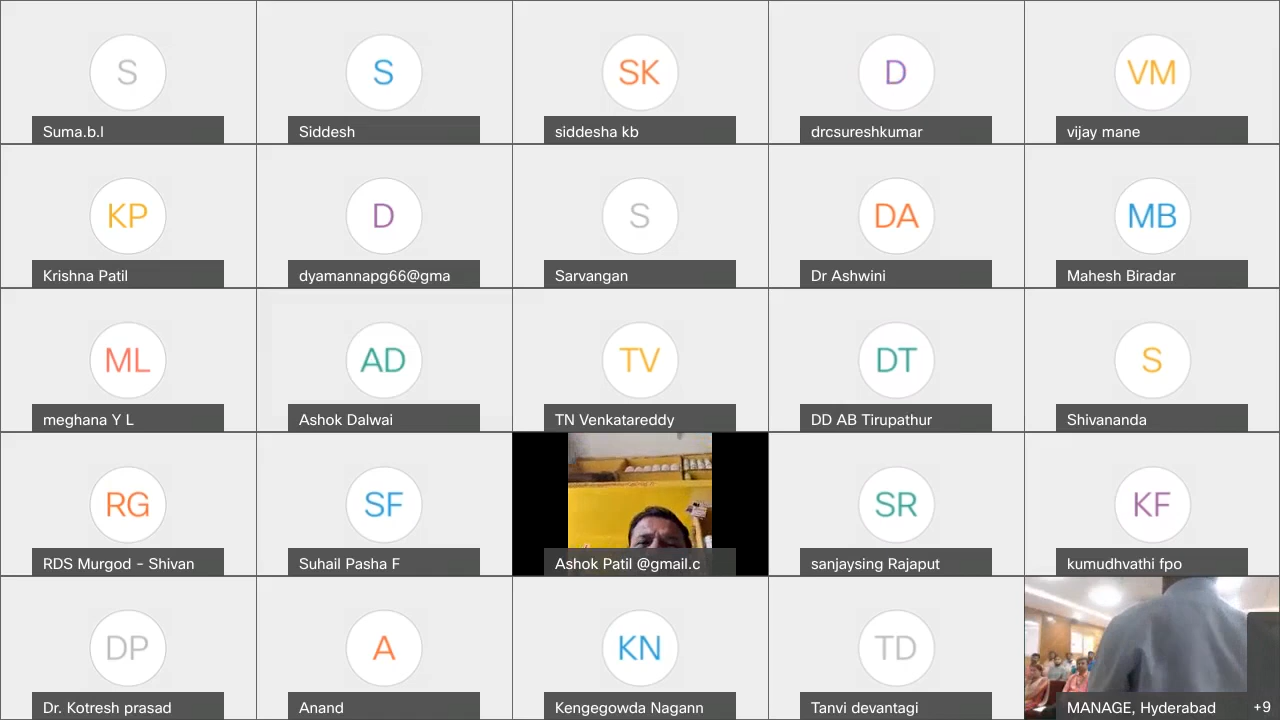 S
Suma.b.l
S
Siddesh
SK
siddesha kb
D
drcsureshkumar
VM
vijay mane
KP
Krishna Patil
D
dyamannapg66@gma
S
Sarvangan
DA
Dr Ashwini
MB
Mahesh Biradar
ML
meghana Y L
AD
Ashok Dalwai
TV
TN Venkatareddy
DT
DD AB Tirupathur
S
Shivananda
RG
RDS Murgod - Shivan
SF
Suhail Pasha F
Ashok Patil @gmail.c
SR
sanjaysing Rajaput
KF
kumudhvathi fpo
DP
Dr. Kotresh prasad
A
Anand
KN
Kengegowda Nagann
TD
Tanvi devantagi
MANAGE, Hyderabad
+9